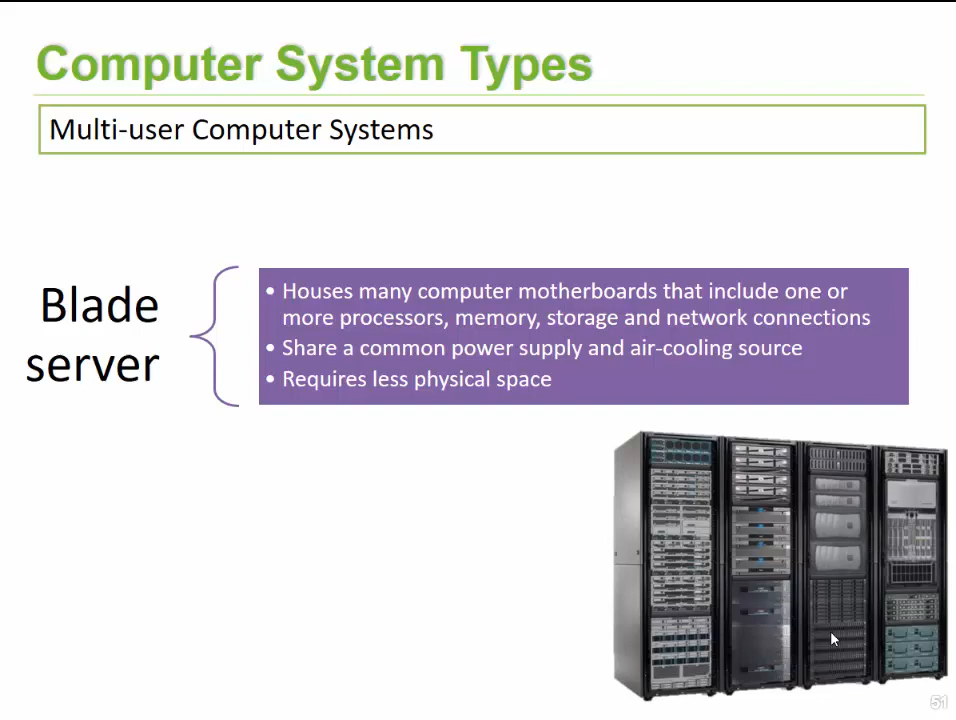 Computer System Types
Multi-user Computer Systems
Blade
server
• Houses many computer motherboards that include one or
more processors, memory, storage and network connections
• Share a common power supply and air-cooling source
• Requires less physical space
51